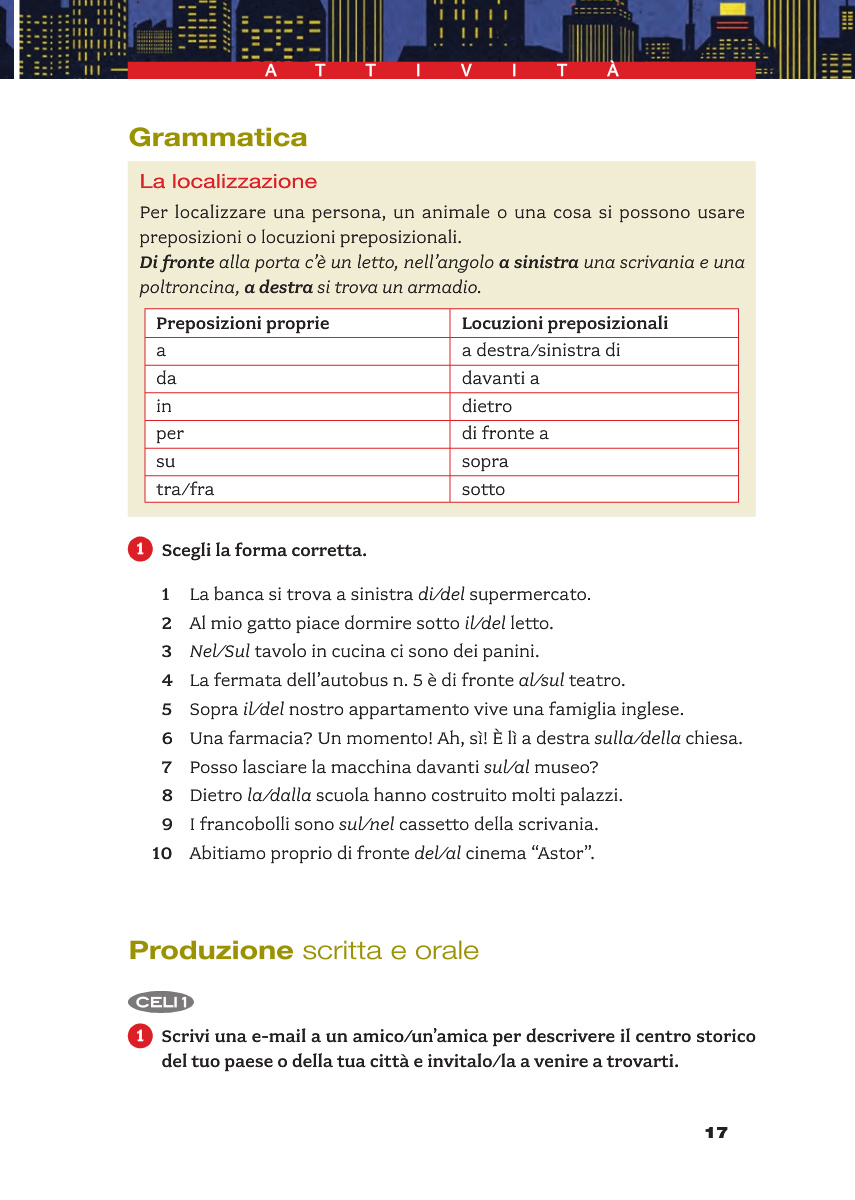 ATTIVITÀ
Grammatica
La localizzazione
Per localizzare una persona, un animale o una cosa si possono usare
preposizioni o locuzioni preposizionali.
Di fronte alla porta c’è un letto, nell’angolo a sinistra una scrivania e una
poltroncina, a destra si trova un armadio.
Preposizioni proprie Locuzioni preposizionali
a a destra/sinistra di
da davanti a
in dietro
per di fronte a
su sopra
tra/fra sotto
1 Scegli la forma corretta.
1 La banca si trova a sinistra di/del supermercato.
2 Al mio gatto piace dormire sotto il/del letto.
3 Nel/Sul tavolo in cucina ci sono dei panini.
4 La fermata dell’autobus n. 5 è di fronte al/sul teatro.
5 Sopra il/del nostro appartamento vive una famiglia inglese.
6 Una farmacia? Un momento! Ah, sì! È lì a destra sulla/della chiesa.
7 Posso lasciare la macchina davanti sul/al museo?
8 Dietro la/dalla scuola hanno costruito molti palazzi.
9 I francobolli sono sul/nel cassetto della scrivania.
10 Abitiamo proprio di fronte del/al cinema “Astor”.
Produzione scritta e orale
CELI 1
1 Scrivi una e-mail a un amico/un’amica per descrivere il centro storico
del tuo paese o della tua città e invitalo/la a venire a trovarti.
17